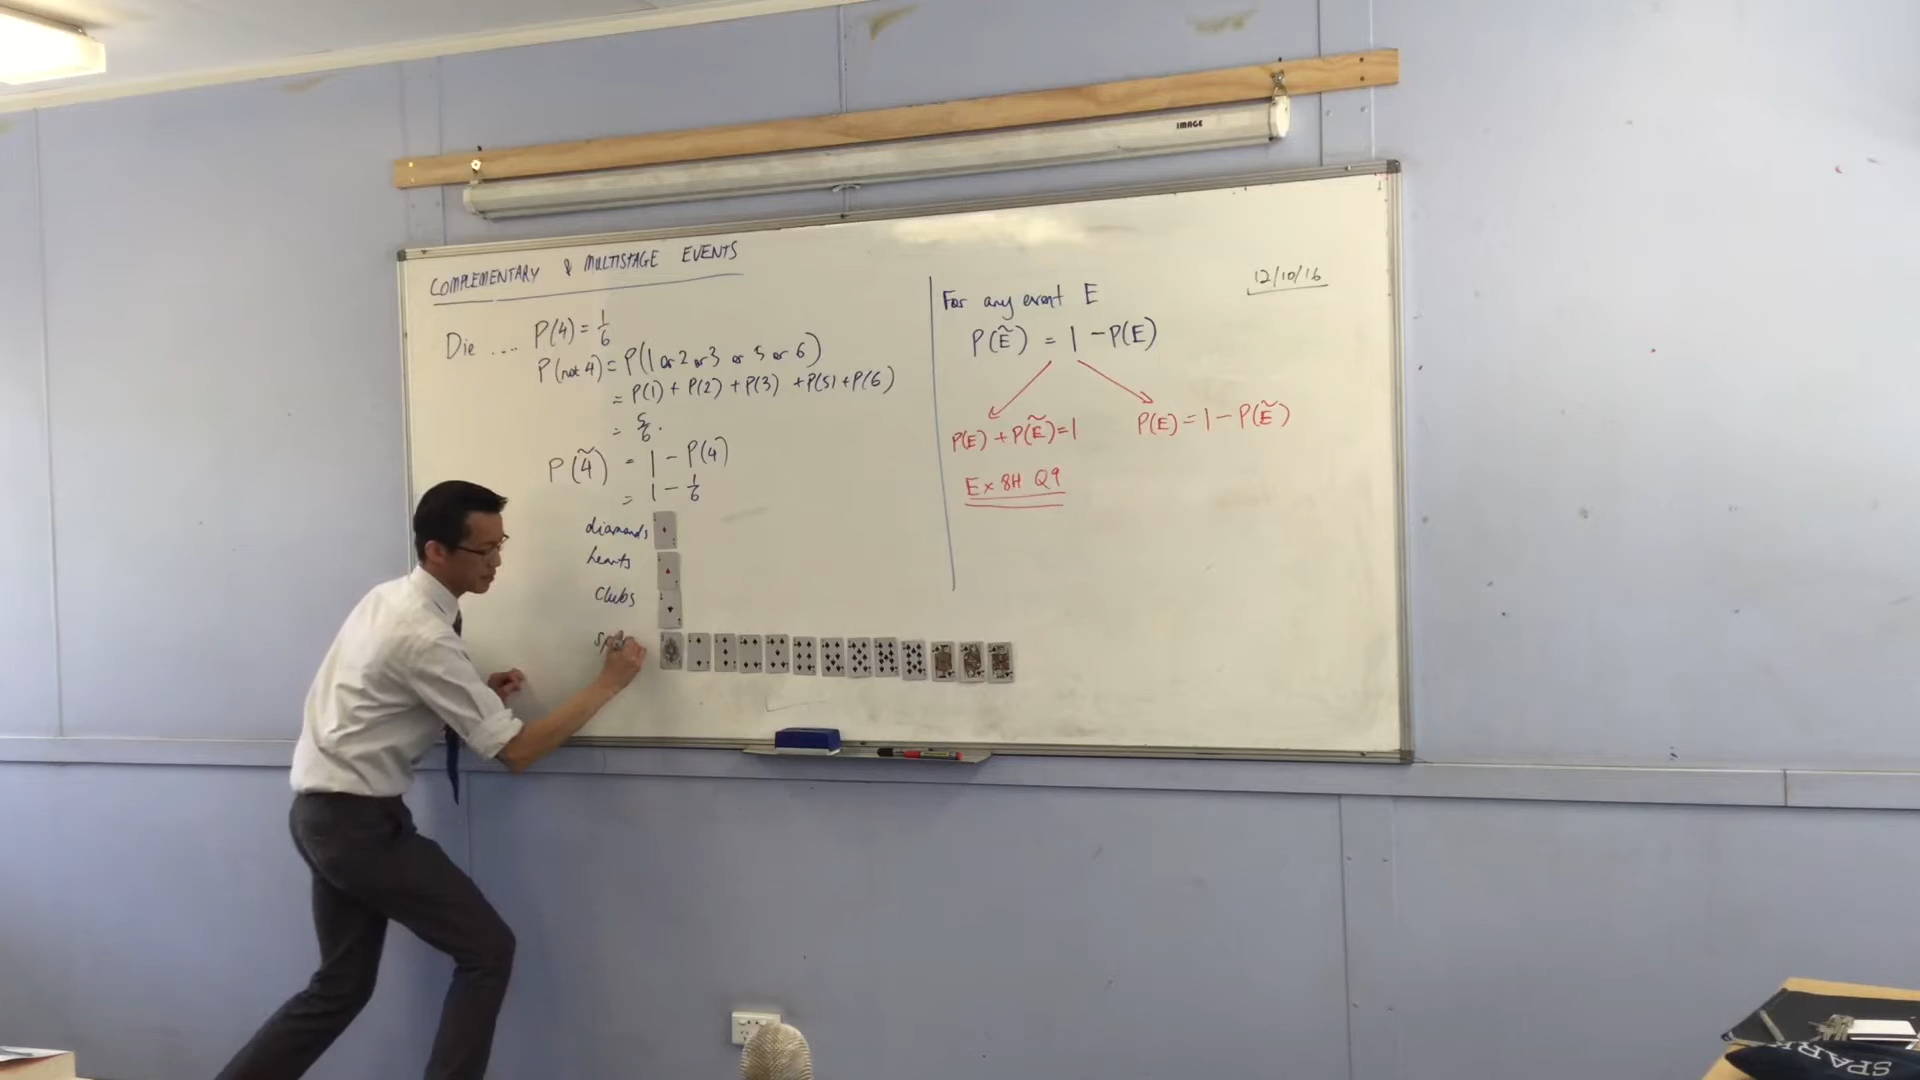 IMAGE
COMPLEMENTARY & MULTISTAGE EVENTS
Die .... P(4) = 1/6
P(not 4) = P(1 or 2 or 3 or 5 or 6)
= P(1) + P(2) + P(3) + P(5) + P(6)
= 5/6.
P(4̃) = 1 - P(4)
= 1 - 1/6
diamonds
hearts
clubs
12/10/16
For any event E
P(Ẽ) = 1 - P(E)
P(E) + P(Ẽ) = 1
P(E) = 1 - P(Ẽ)
Ex 8H Q9